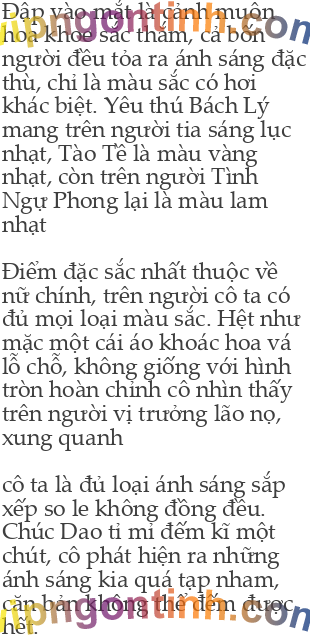 Đập vào mắt là cảnh muôn
hoa khoe sắc thắm, cả bốn
người đều tỏa ra ánh sáng đặc
thù, chỉ là màu sắc có hơi
khác biệt. Yêu thú Bách Lý
mang trên người tia sáng lục
nhạt, Tào Tề là màu vàng
nhạt, còn trên người Tình
Ngự Phong lại là màu lam
nhạt
Điểm đặc sắc nhất thuộc về
nữ chính, trên người cô ta có
đủ mọi loại màu sắc. Hệt như
mặc một cái áo khoác hoa vá
lỗ chỗ, không giống với hình
tròn hoàn chỉnh cô nhìn thấy
trên người vị trưởng lão nọ,
xung quanh
cô ta là đủ loại ánh sáng sắp
xếp so le không đồng đều.
Chúc Dao tỉ mỉ đếm kĩ một
chút, cô phát hiện ra những
ánh sáng kia quá tạp nham,
căn bản không thể đếm được
hết.